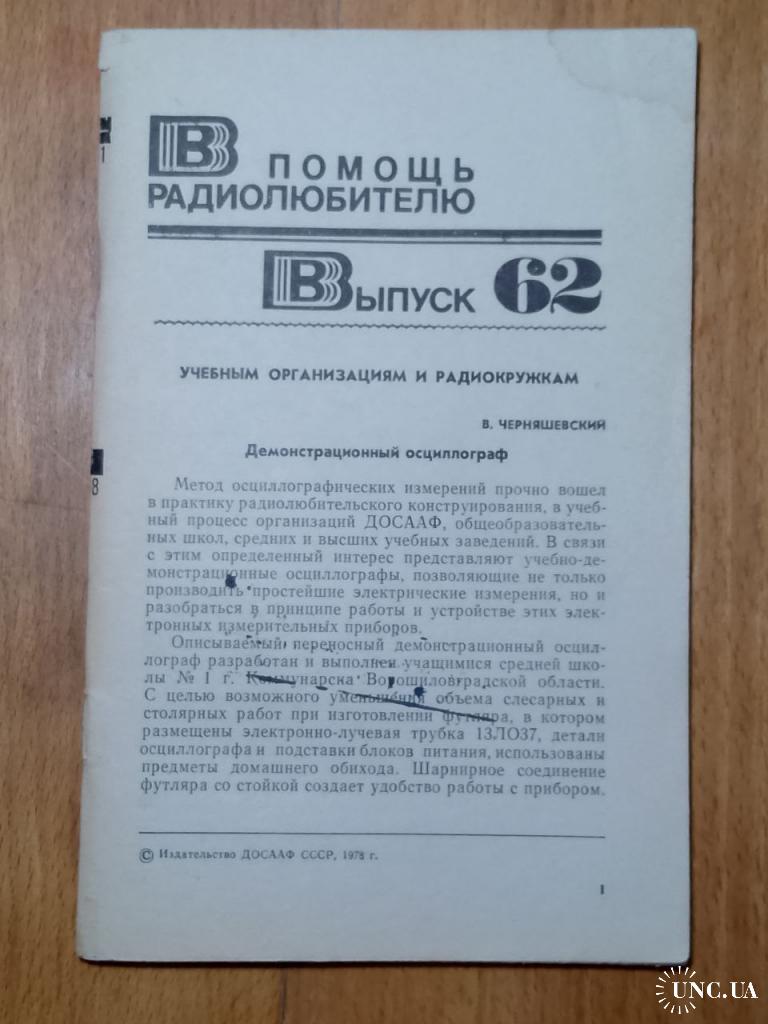 В ПОМОЩЬ
РАДИОЛЮБИТЕЛЮ
ВЫПУСК 62
УЧЕБНЫМ ОРГАНИЗАЦИЯМ И РАДИОКРУЖКАМ
В. ЧЕРНЯШЕВСКИЙ
Демонстрационный осциллограф
Метод осциллографических измерений прочно вошел
в практику радиолюбительского конструирования, в учеб-
ный процесс организаций ДОСААФ, общеобразователь-
ных школ, средних и высших учебных заведений. В связи
с этим определенный интерес представляют учебно-де-
монстрационные осциллографы, позволяющие не только
производить простейшие электрические измерения, но и
разобраться в принципе работы и устройстве этих элек-
тронных измерительных приборов.
Описываемый переносный демонстрационный осцил-
лограф разработан и выполнен учащимися средней шко-
лы № 1 г. Коммунарска Ворошиловградской области.
С целью возможного уменьшения объема слесарных и
столярных работ при изготовлении футляра, в котором
размещены электронно-лучевая трубка 13ЛО37, детали
осциллографа и подставки блоков питания, использованы
предметы домашнего обихода. Шарнирное соединение
футляра со стойкой создает удобство работы с прибором.
© Издательство ДОСААФ СССР, 1978 г.
1
1
8
UNC.UA